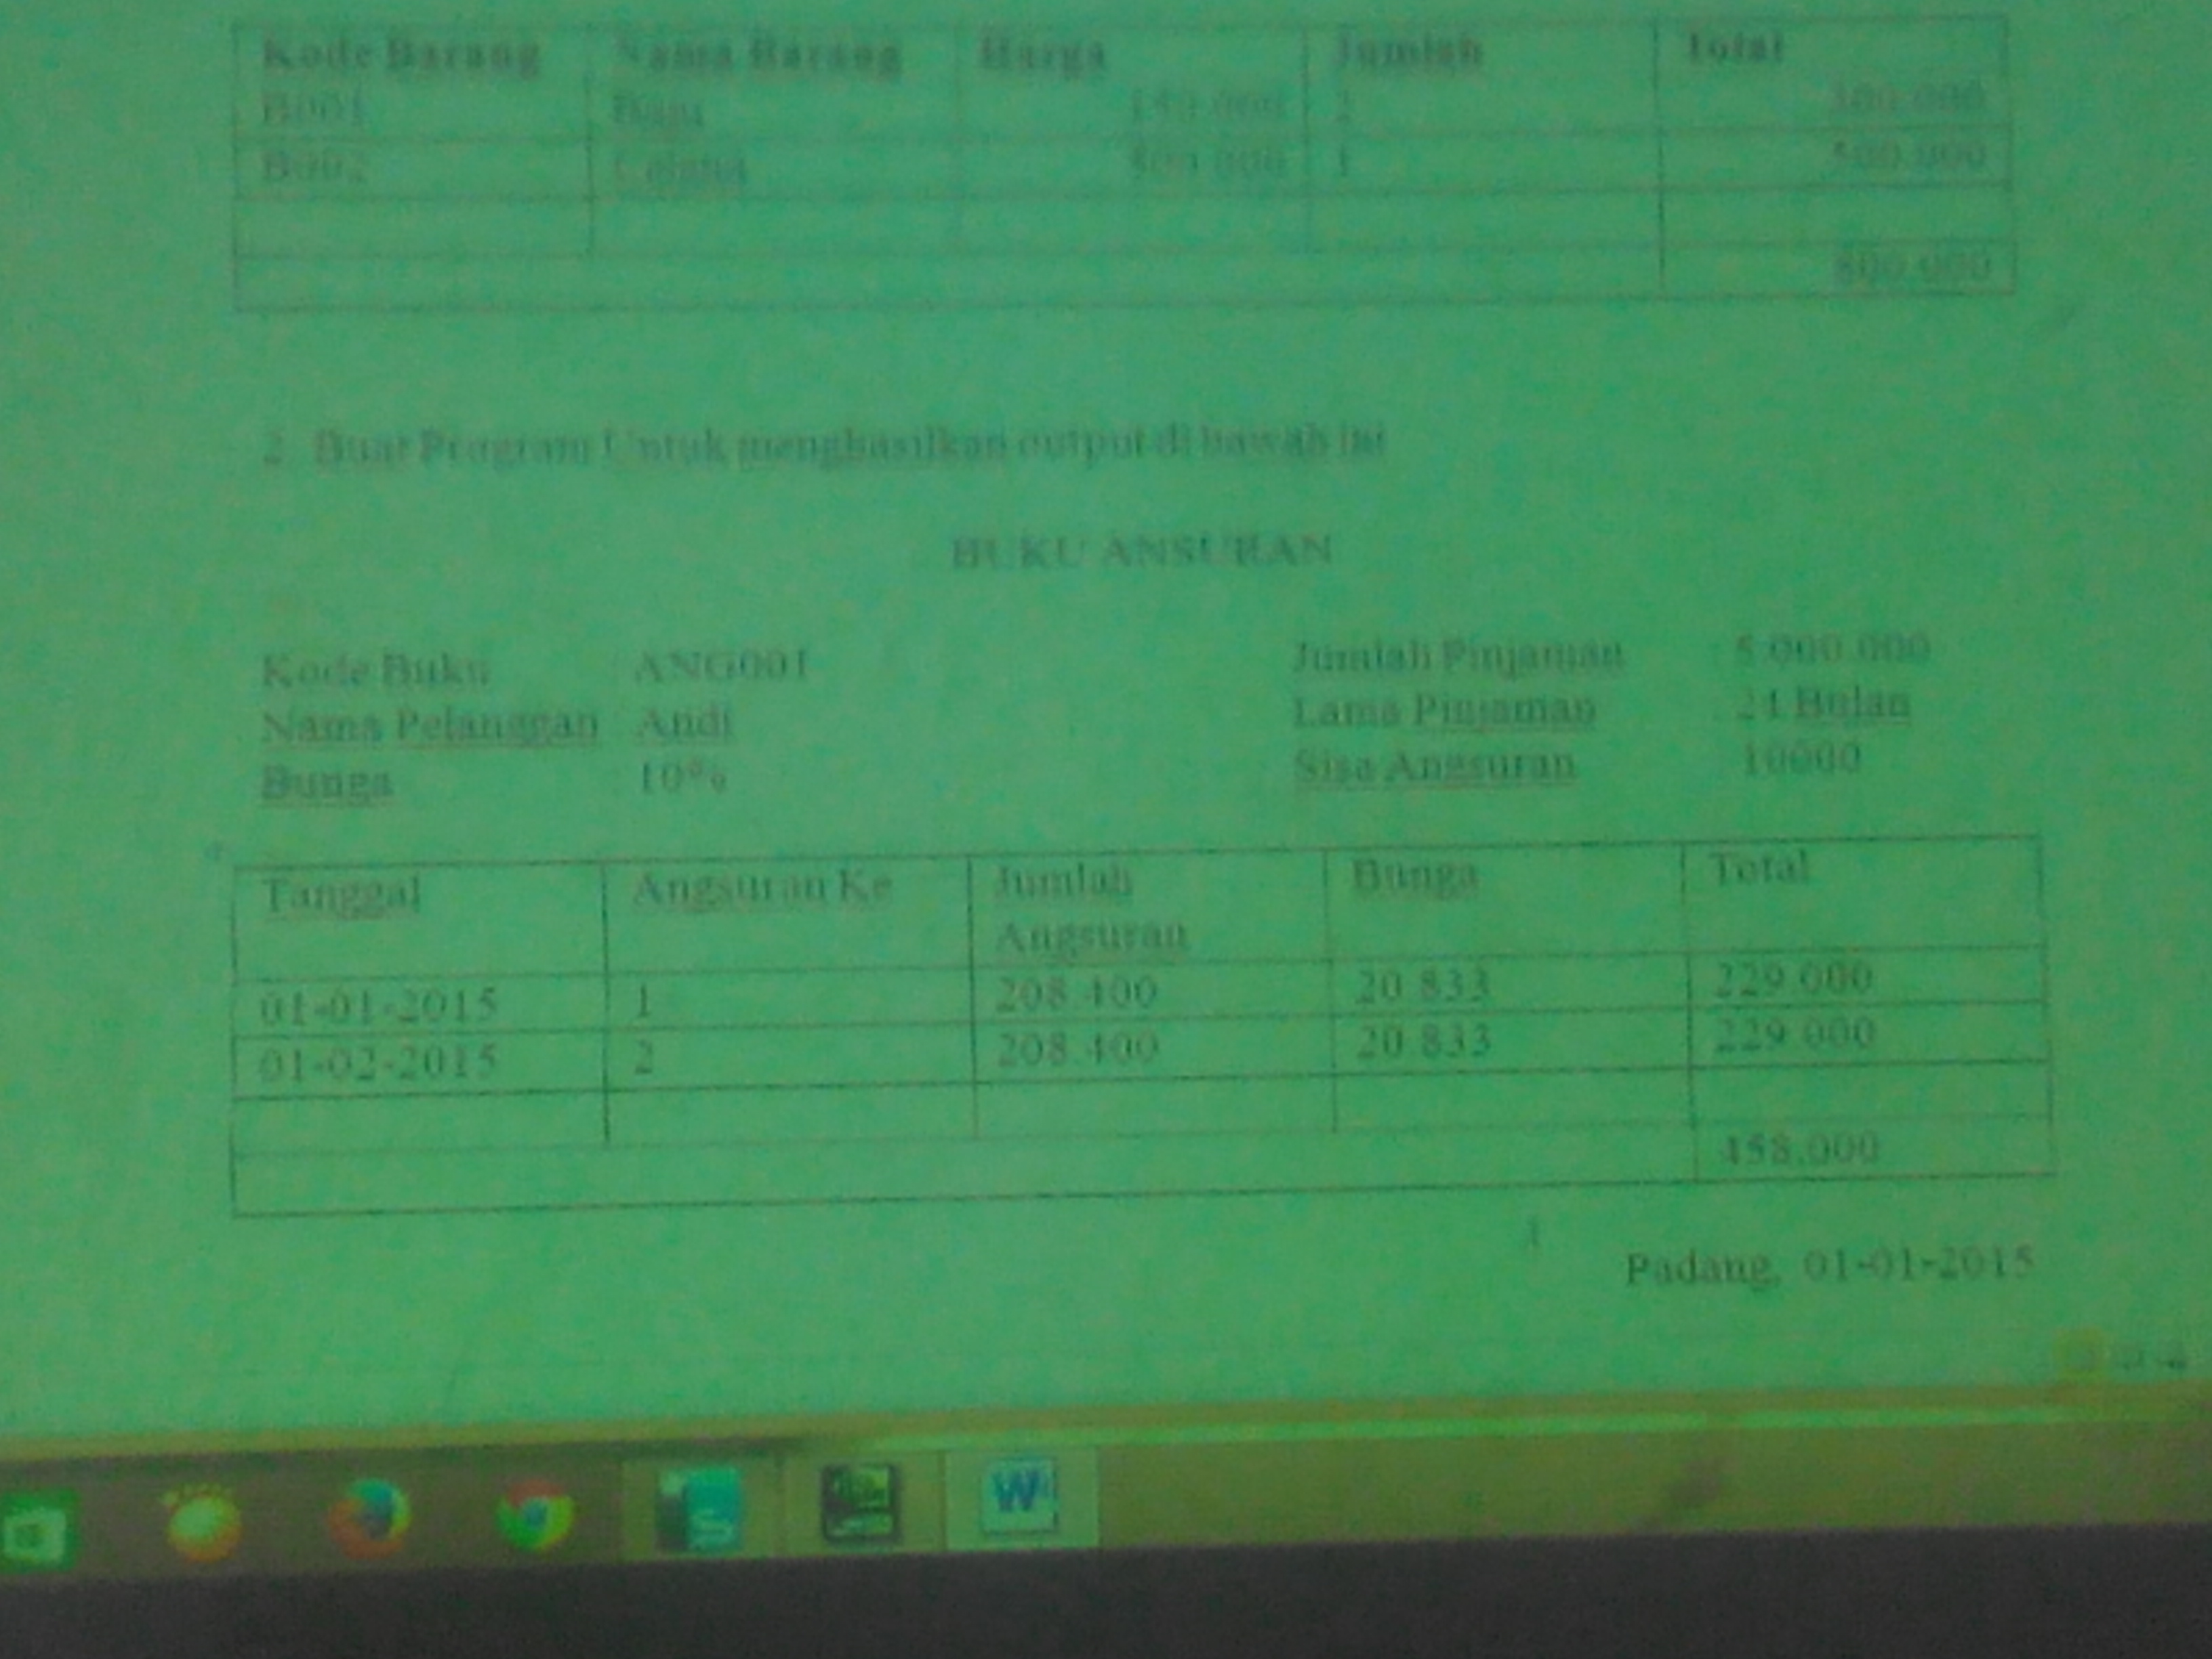 Kode Barang Nama Barang Harga Jumlah Total
B001 Baju 150.000 2 300.000
B002 Celana 500.000 1 500.000
800.000
2. Buat Program Untuk menghasilkan output di bawah ini
BUKU ANSURAN
Kode Buku : ANG001 Jumlah Pinjaman : 5.000.000
Nama Pelanggan : Andi Lama Pinjaman : 24 Bulan
Bunga : 10% Sisa Angsuran : 10000
Tanggal Angsuran Ke Jumlah Angsuran Bunga Total
01-01-2015 1 208.400 20.833 229.000
01-02-2015 2 208.400 20.833 229.000
458.000
Padang, 01-01-2015
W